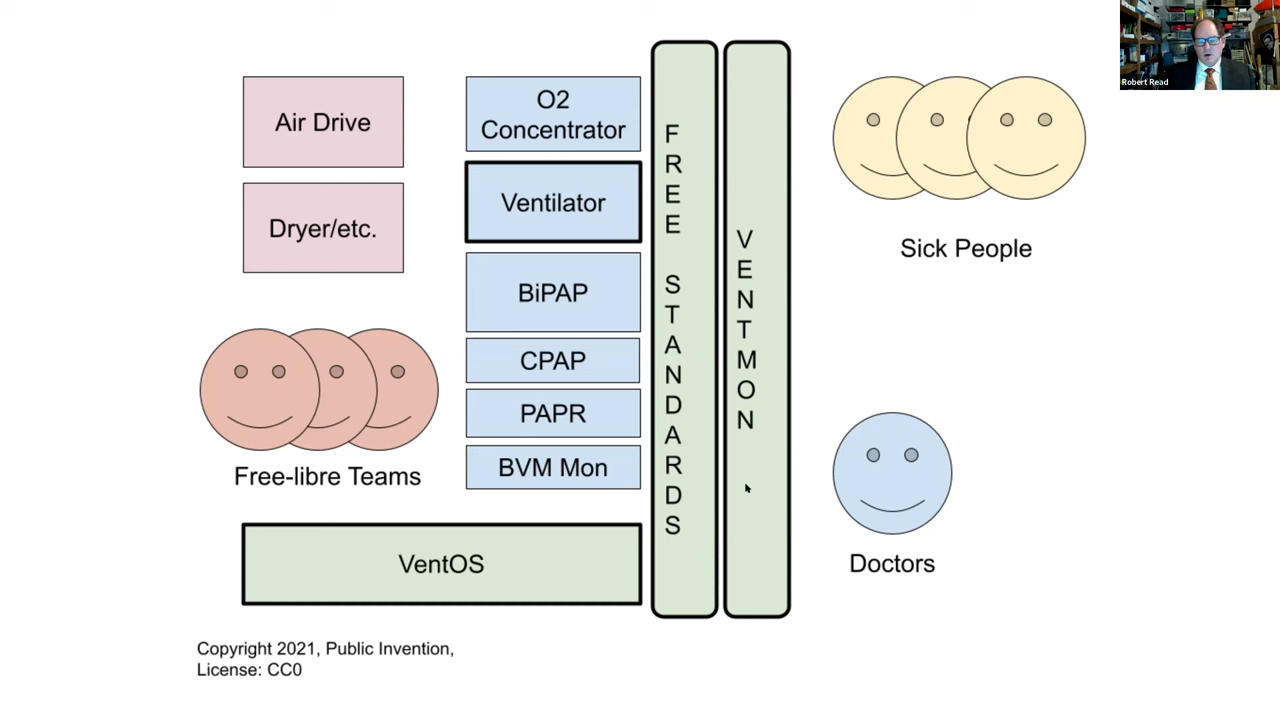 Robert Read
Air Drive
Dryer/etc.
O2
Concentrator
Ventilator
BiPAP
CPAP
PAPR
BVM Mon
FREE STANDARDS
VENTMON
Sick People
Free-libre Teams
Doctors
VentOS
Copyright 2021, Public Invention,
License: CC0